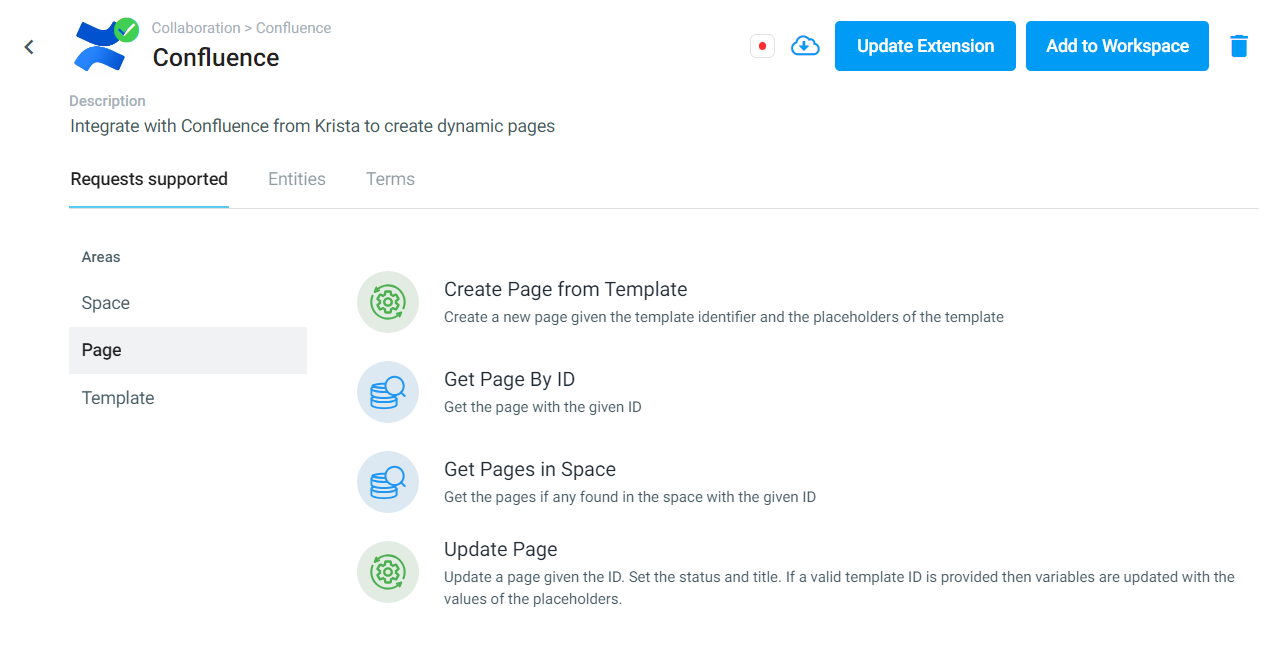 Collaboration > Confluence
Confluence
Update Extension
Add to Workspace
Description
Integrate with Confluence from Krista to create dynamic pages
Requests supported
Entities
Terms
Areas
Space
Page
Template
Create Page from Template
Create a new page given the template identifier and the placeholders of the template
Get Page By ID
Get the page with the given ID
Get Pages in Space
Get the pages if any found in the space with the given ID
Update Page
Update a page given the ID. Set the status and title. If a valid template ID is provided then variables are updated with the
values of the placeholders.